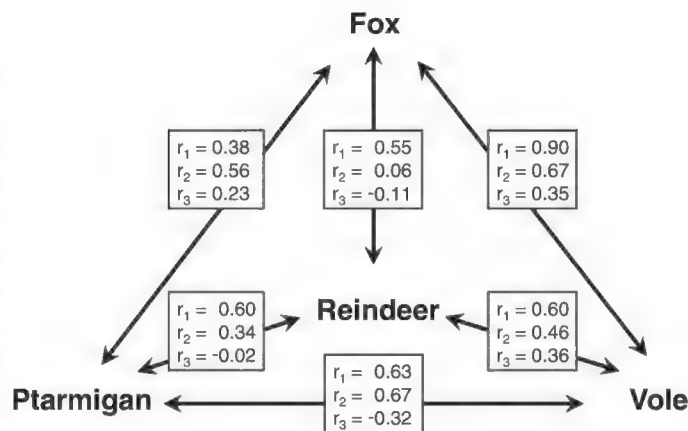 Fox
r₁ = 0.38
r₂ = 0.56
r₃ = 0.23
r₁ = 0.55
r₂ = 0.06
r₃ = -0.11
r₁ = 0.90
r₂ = 0.67
r₃ = 0.35
r₁ = 0.60
r₂ = 0.34
r₃ = -0.02
Reindeer
r₁ = 0.60
r₂ = 0.46
r₃ = 0.36
Ptarmigan
r₁ = 0.63
r₂ = 0.67
r₃ = -0.32
Vole